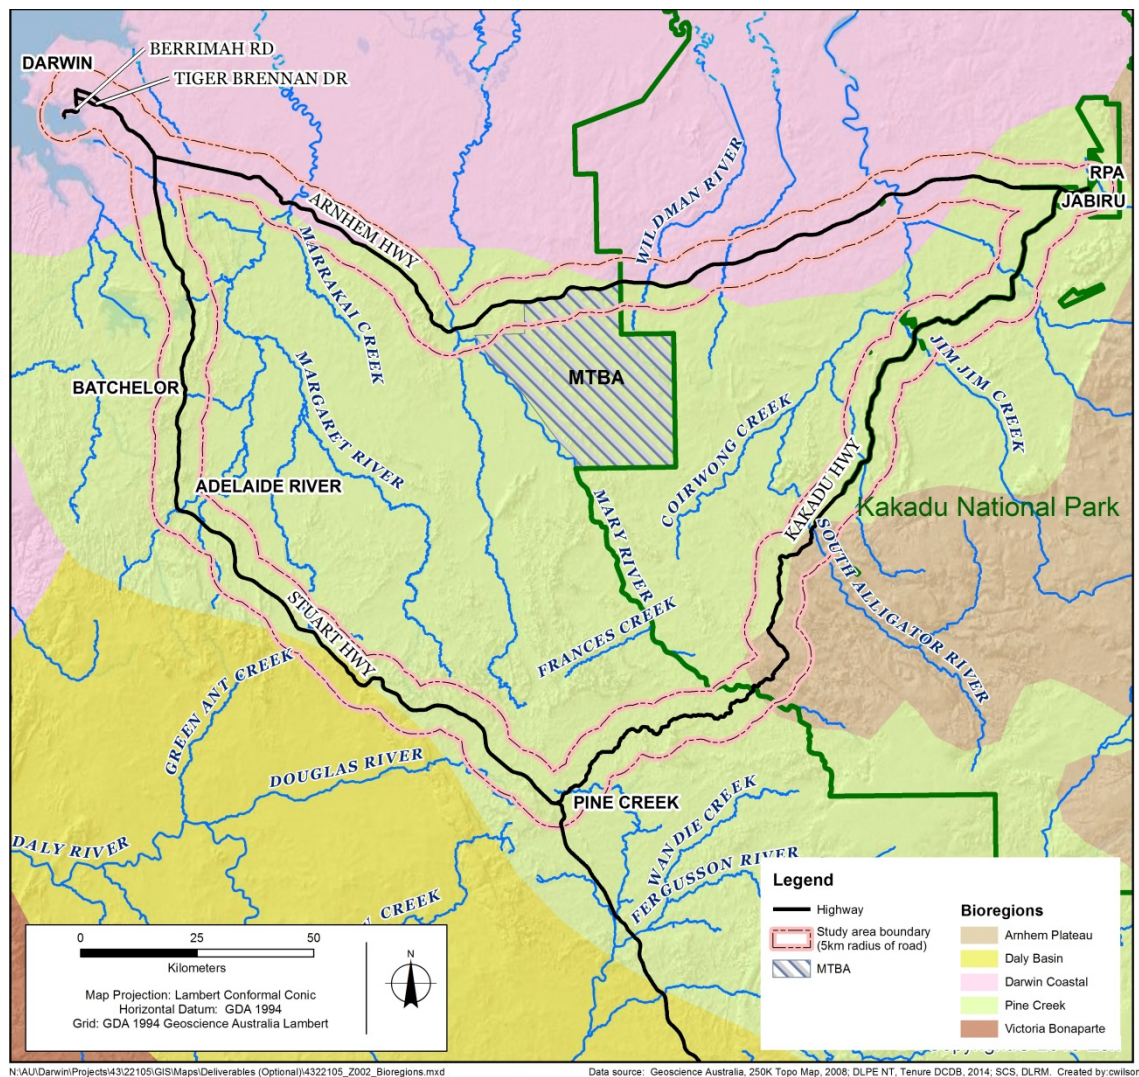 BERRIMAH RD
DARWIN
TIGER BRENNAN DR
RPA
JABIRU
ARNHEM HWY
WILDMAN RIVER
MARRAKAI CREEK
MTBA
BATCHELOR
MARGARET RIVER
JIM JIM CREEK
COIRWONG CREEK
KAKADU HWY
ADELAIDE RIVER
MARY RIVER
Kakadu National Park
SOUTH ALLIGATOR RIVER
STUART HWY
FRANCES CREEK
GREEN ANT CREEK
DOUGLAS RIVER
PINE CREEK
WAN DIE CREEK
DALY RIVER
FERGUSSON RIVER
CREEK
Legend
Highway
Study area boundary
(5km radius of road)
MTBA
Bioregions
Arnhem Plateau
Daly Basin
Darwin Coastal
Pine Creek
Victoria Bonaparte
0 25 50
Kilometers
N
Map Projection: Lambert Conformal Conic
Horizontal Datum: GDA 1994
Grid: GDA 1994 Geoscience Australia Lambert
N:\AU\Darwin\Projects\43\22105\GIS\Maps\Deliverables (Optional)\4322105_Z002_Bioregions.mxd
Data source: Geoscience Australia, 250K Topo Map, 2008; DLPE NT, Tenure DCDB, 2014; SCS, DLRM. Created by:cwilson